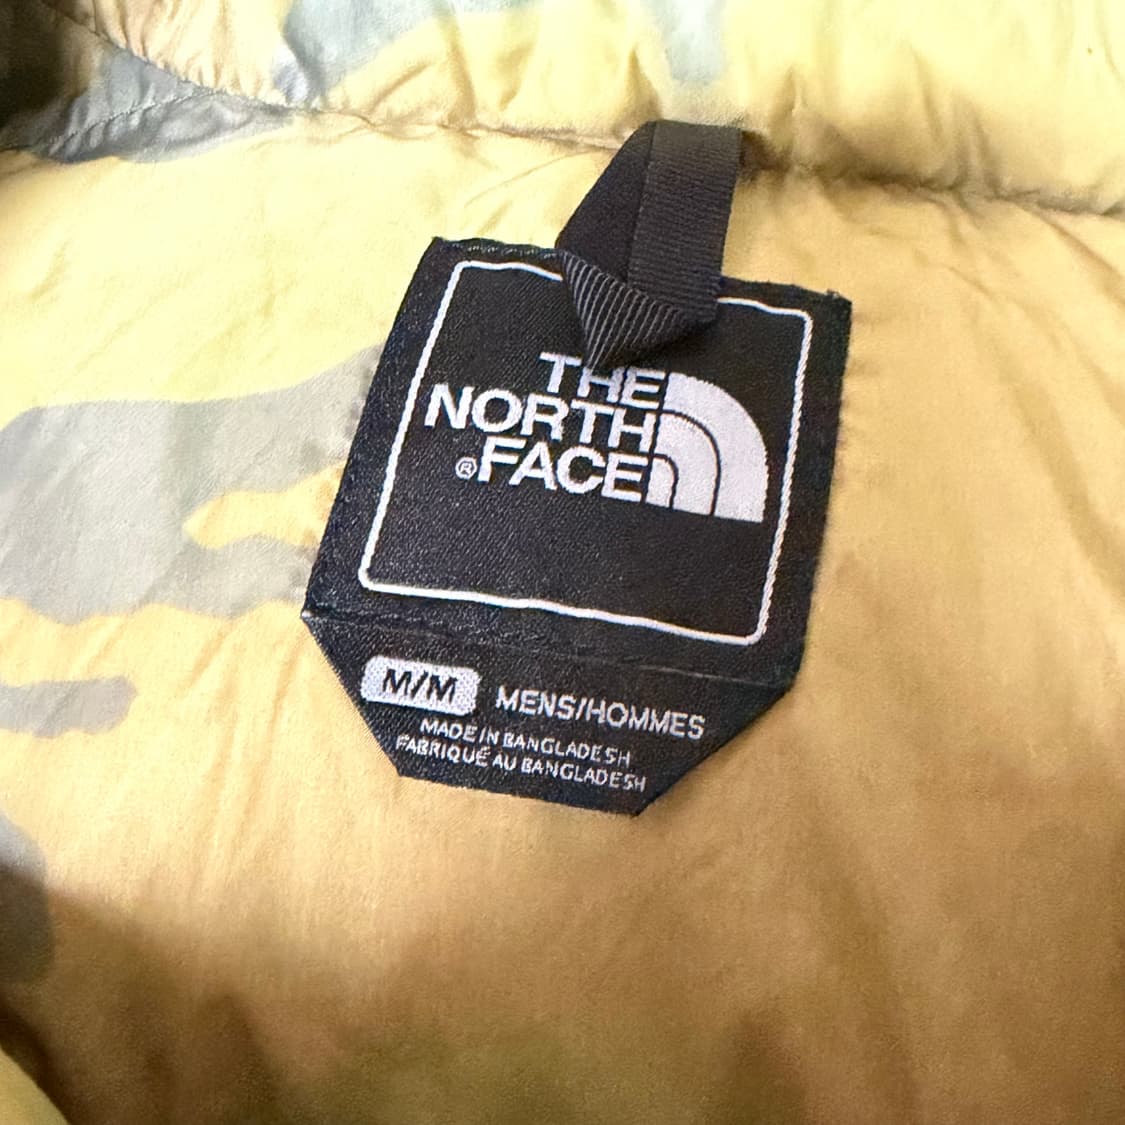 THE
NORTH
®FACE
M/M MENS/HOMMES
MADE IN BANGLADESH
FABRIQUÉ AU BANGLADESH